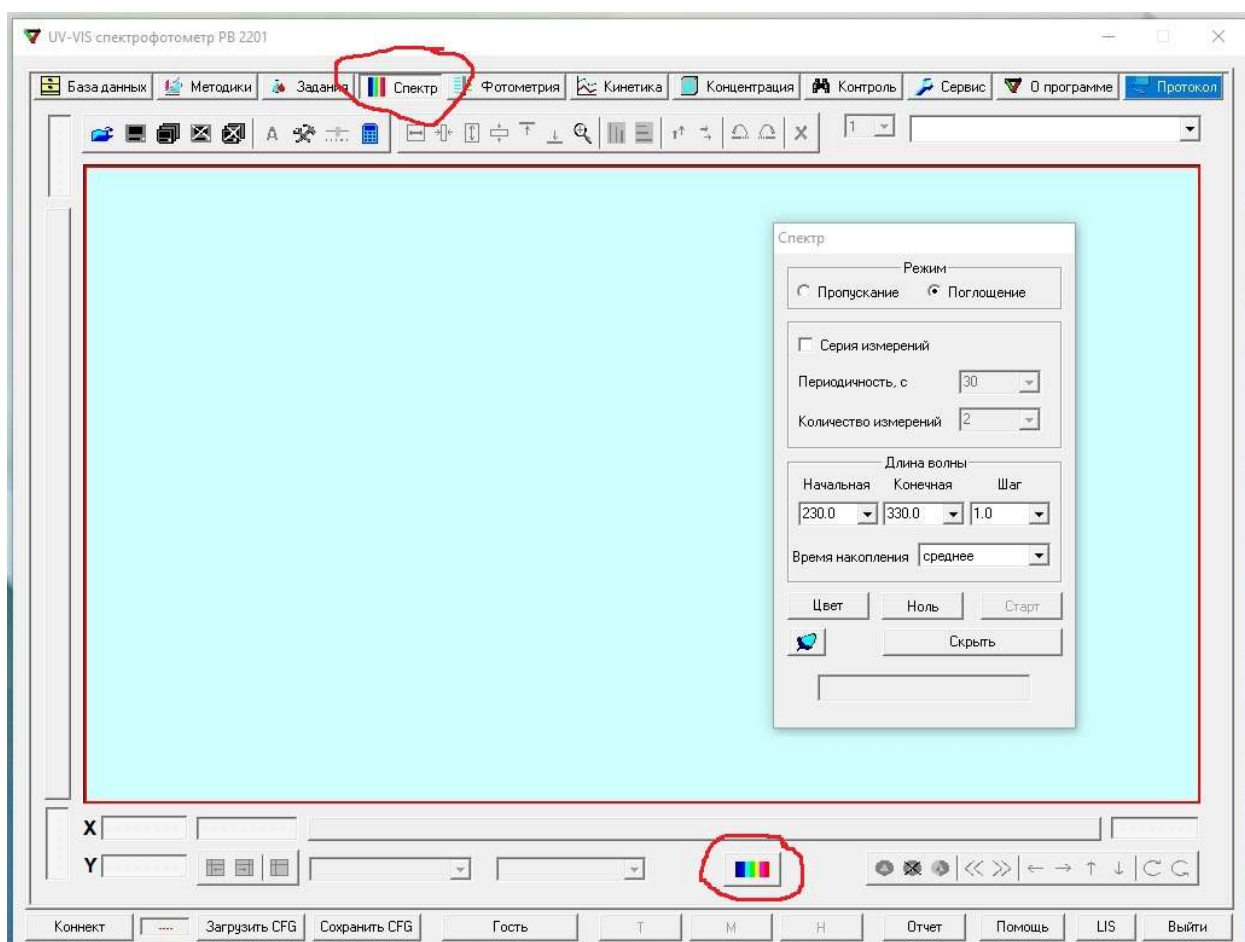 UV-VIS спектрофотометр PB 2201
База данных Методики Задания Спектр Фотометрия Кинетика Концентрация Контроль Сервис О программе Протокол
A 1
Спектр
Режим
Пропускание Поглощение
Серия измерений
Периодичность, с 30
Количество измерений 2
Длина волны
Начальная Конечная Шаг
230.0 330.0 1.0
Время накопления среднее
Цвет Ноль Старт
Скрыть
X
Y
Коннект ---- Загрузить CFG Сохранить CFG Гость T M H Отчет Помощь LIS Выйти